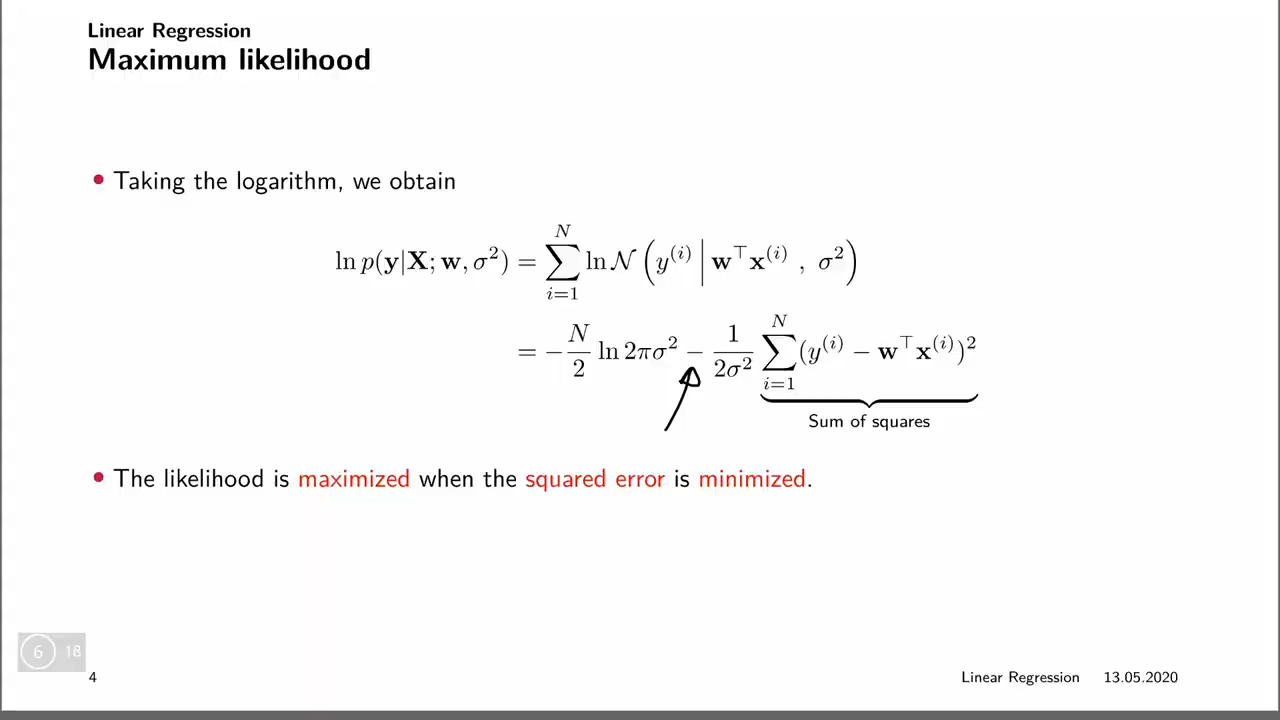 Linear Regression
Maximum likelihood
• Taking the logarithm, we obtain
ln p(y|X; w, σ²) = ∑_{i=1}^{N} ln 𝒩 (y⁽ⁱ⁾ | w^⊤x⁽ⁱ⁾ , σ²)
= −N/2 ln 2πσ² − 1/2σ² ∑_{i=1}^{N} (y⁽ⁱ⁾ − w^⊤x⁽ⁱ⁾)²
Sum of squares
• The likelihood is maximized when the squared error is minimized.
6 18
4 Linear Regression 13.05.2020